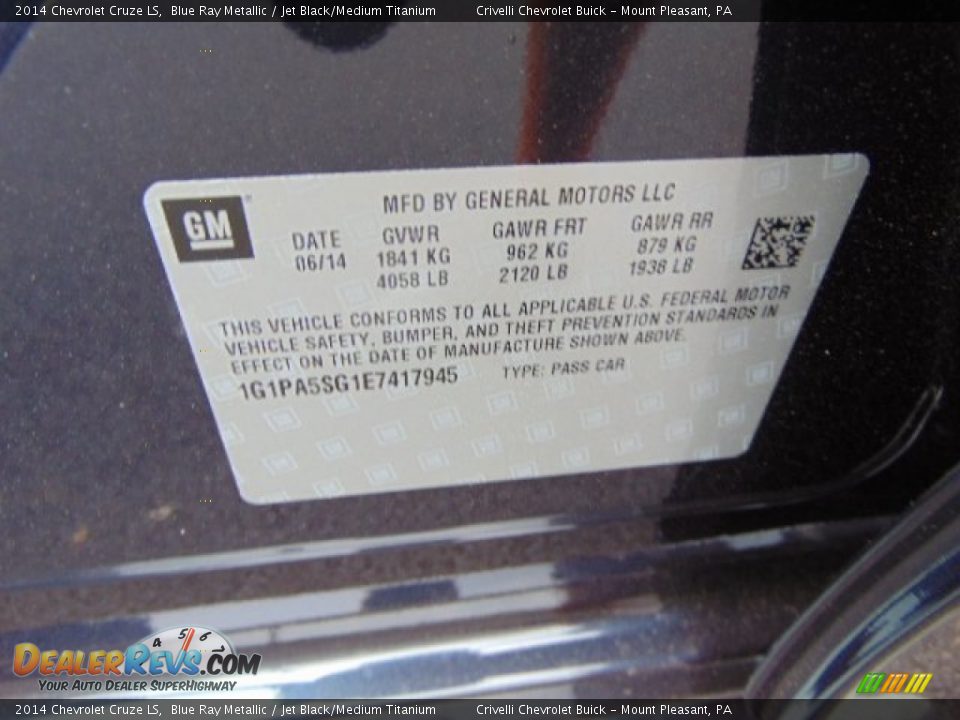 2014 Chevrolet Cruze LS, Blue Ray Metallic / Jet Black/Medium Titanium Crivelli Chevrolet Buick - Mount Pleasant, PA
GM
MFD BY GENERAL MOTORS LLC
DATE GVWR GAWR FRT GAWR RR
06/14 1841 KG 962 KG 879 KG
4058 LB 2120 LB 1938 LB
THIS VEHICLE CONFORMS TO ALL APPLICABLE U.S. FEDERAL MOTOR
VEHICLE SAFETY, BUMPER, AND THEFT PREVENTION STANDARDS IN
EFFECT ON THE DATE OF MANUFACTURE SHOWN ABOVE.
1G1PA5SG1E7417945 TYPE: PASS CAR
4 5 6
DEALERREVS.COM
YOUR AUTO DEALER SUPERHIGHWAY
2014 Chevrolet Cruze LS, Blue Ray Metallic / Jet Black/Medium Titanium Crivelli Chevrolet Buick - Mount Pleasant, PA